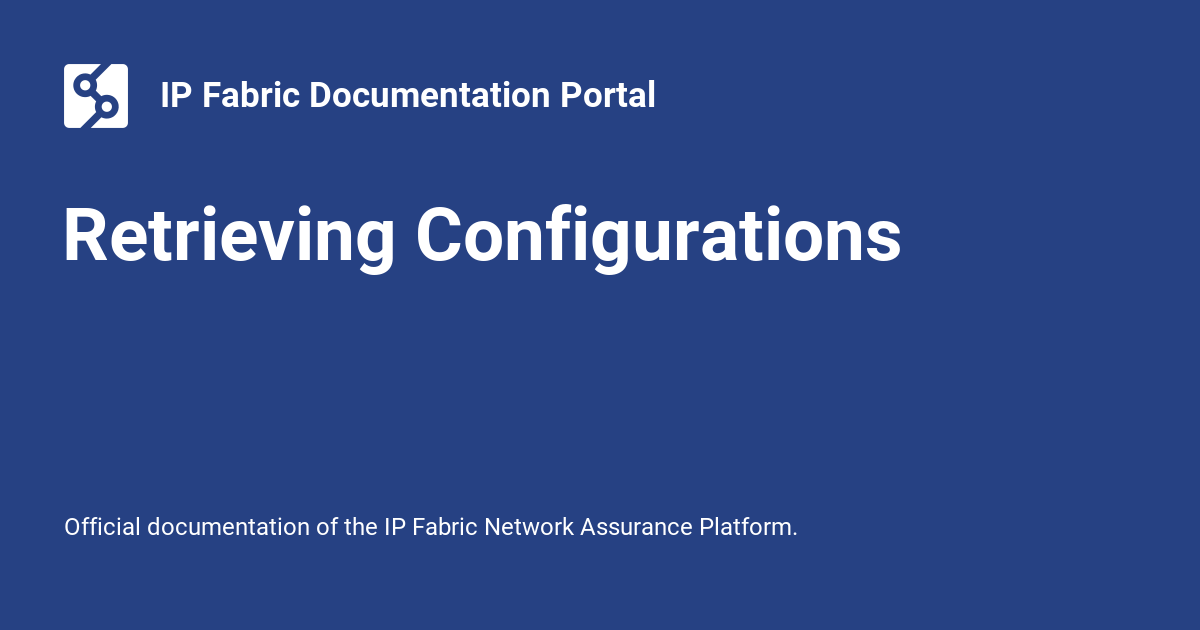 IP Fabric Documentation Portal
Retrieving Configurations
Official documentation of the IP Fabric Network Assurance Platform.